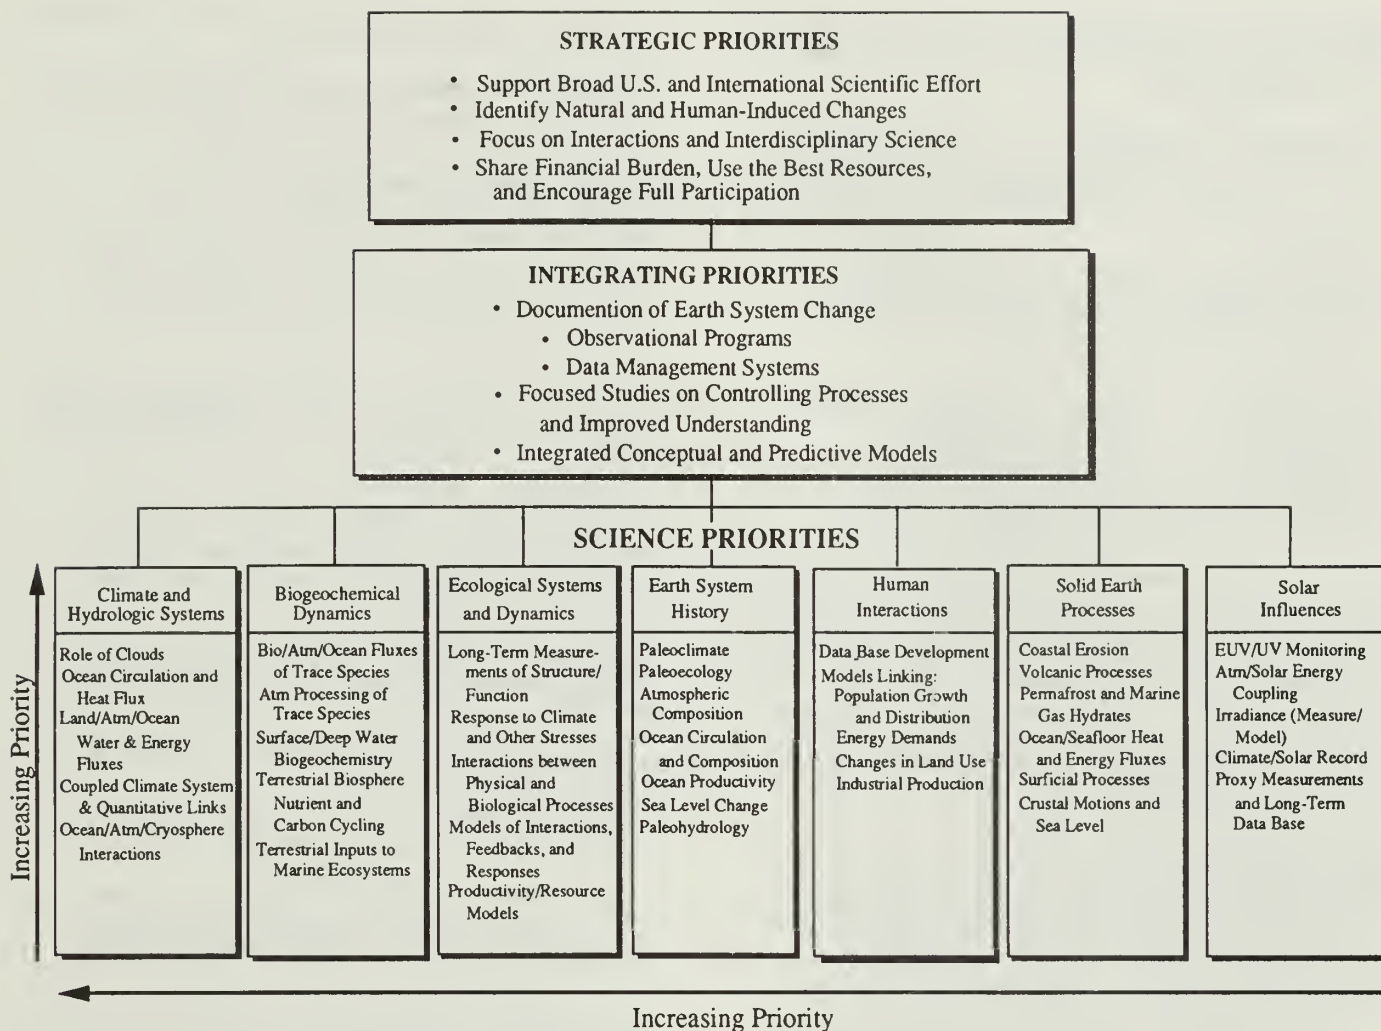 STRATEGIC PRIORITIES
• Support Broad U.S. and International Scientific Effort
• Identify Natural and Human-Induced Changes
• Focus on Interactions and Interdisciplinary Science
• Share Financial Burden, Use the Best Resources,
and Encourage Full Participation
INTEGRATING PRIORITIES
• Documention of Earth System Change
• Observational Programs
• Data Management Systems
• Focused Studies on Controlling Processes
and Improved Understanding
• Integrated Conceptual and Predictive Models
SCIENCE PRIORITIES
Increasing Priority
Climate and
Hydrologic Systems
Role of Clouds
Ocean Circulation and
Heat Flux
Land/Atm/Ocean
Water & Energy
Fluxes
Coupled Climate System
& Quantitative Links
Ocean/Atm/Cryosphere
Interactions
Biogeochemical
Dynamics
Bio/Atm/Ocean Fluxes
of Trace Species
Atm Processing of
Trace Species
Surface/Deep Water
Biogeochemistry
Terrestrial Biosphere
Nutrient and
Carbon Cycling
Terrestrial Inputs to
Marine Ecosystems
Ecological Systems
and Dynamics
Long-Term Measure-
ments of Structure/
Function
Response to Climate
and Other Stresses
Interactions between
Physical and
Biological Processes
Models of Interactions,
Feedbacks, and
Responses
Productivity/Resource
Models
Earth System
History
Paleoclimate
Paleoecology
Atmospheric
Composition
Ocean Circulation
and Composition
Ocean Productivity
Sea Level Change
Paleohydrology
Human
Interactions
Data Base Development
Models Linking:
Population Growth
and Distribution
Energy Demands
Changes in Land Use
Industrial Production
Solid Earth
Processes
Coastal Erosion
Volcanic Processes
Permafrost and Marine
Gas Hydrates
Ocean/Seafloor Heat
and Energy Fluxes
Surficial Processes
Crustal Motions and
Sea Level
Solar
Influences
EUV/UV Monitoring
Atm/Solar Energy
Coupling
Irradiance (Measure/
Model)
Climate/Solar Record
Proxy Measurements
and Long-Term
Data Base
Increasing Priority